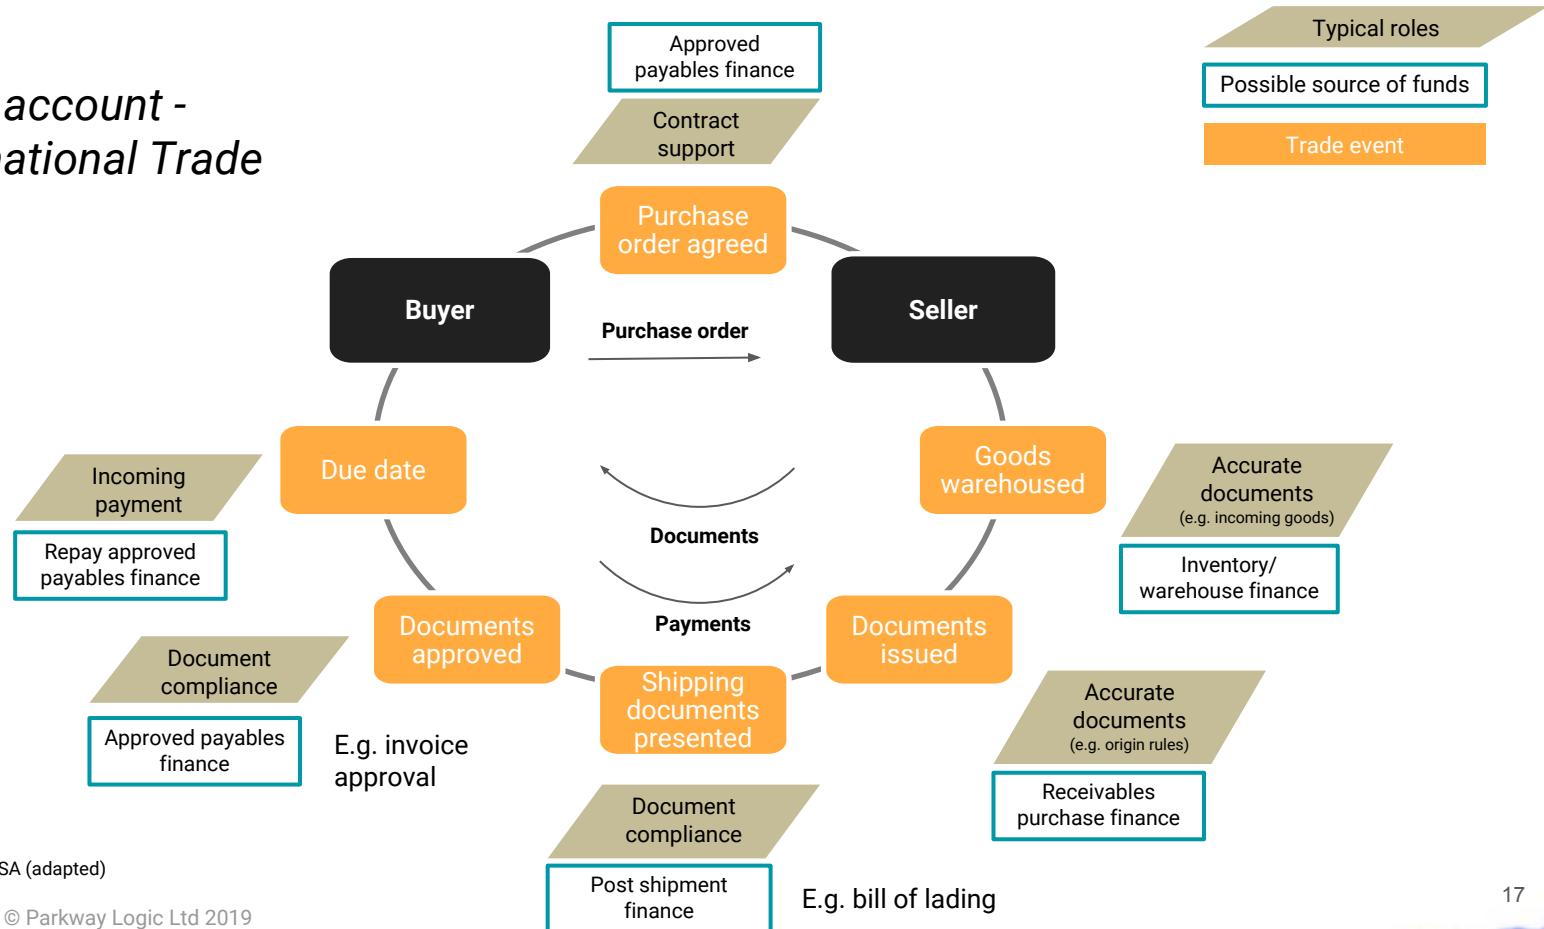 account -
national Trade
Approved
payables finance
Contract
support
Typical roles
Possible source of funds
Trade event
Purchase
order agreed
Buyer
Seller
Purchase order
Due date
Goods
warehoused
Incoming
payment
Repay approved
payables finance
Accurate
documents
(e.g. incoming goods)
Inventory/
warehouse finance
Documents
Payments
Documents
approved
Documents
issued
Shipping
documents
presented
Document
compliance
Approved payables
finance
E.g. invoice
approval
Accurate
documents
(e.g. origin rules)
Receivables
purchase finance
Document
compliance
Post shipment
finance
E.g. bill of lading
SA (adapted)
© Parkway Logic Ltd 2019
17